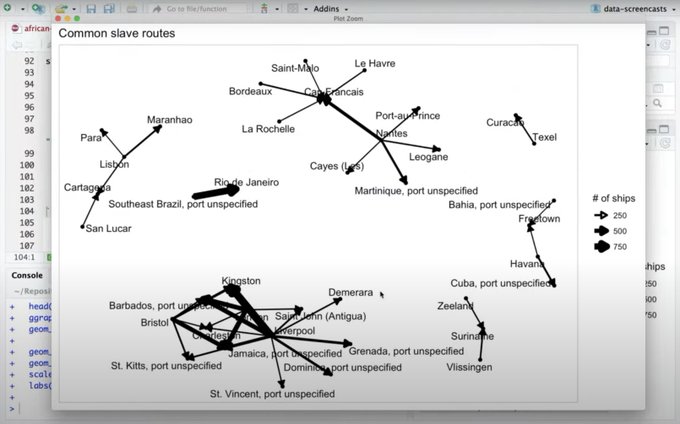 Go to file/function
Addins
data-screencasts
Plot Zoom
african-
Common slave routes
92
93
94
95
96
97
98
99
100
101
102
103
104
105
106
107
104:1
Saint-Malo
Le Havre
Bordeaux
Cap Francais
La Rochelle
Port-au-Prince
Nantes
Leogane
Cayes (Les)
Martinique, port unspecified
Maranhao
Para
Lisbon
Cartagena
San Lucar
Rio de Janeiro
Southeast Brazil, port unspecified
Curacao
Texel
Bahia, port unspecified
Freetown
Havana
Cuba, port unspecified
# of ships
250
500
750
Kingston
Barbados, port unspecified
Bristol
London
Saint John (Antigua)
Demerara
Charleston
Liverpool
Jamaica, port unspecified
Grenada, port unspecified
St. Kitts, port unspecified
Dominica, port unspecified
St. Vincent, port unspecified
Zeeland
Suriname
Vlissingen
Console
~/Reposit
+ head(
+ ggrap
+ geom_
+
+ geom_
+ geom_
+ scale
+ labs(
+
>
ships
250
500
750